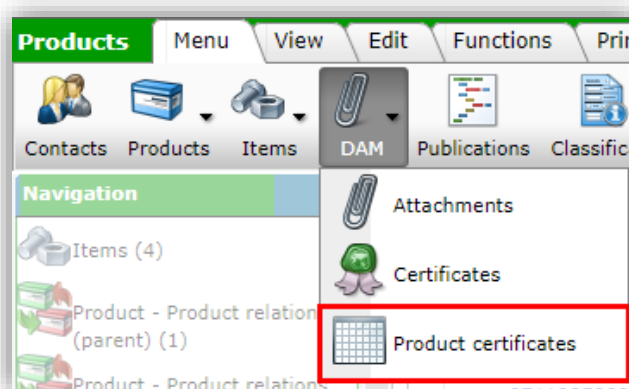 Products Menu View Edit Functions
Contacts Products Items DAM Publications
Navigation
Attachments
Items (4)
Certificates
Product - Product relation
(parent) (1)
Product certificates
Product - Product relations